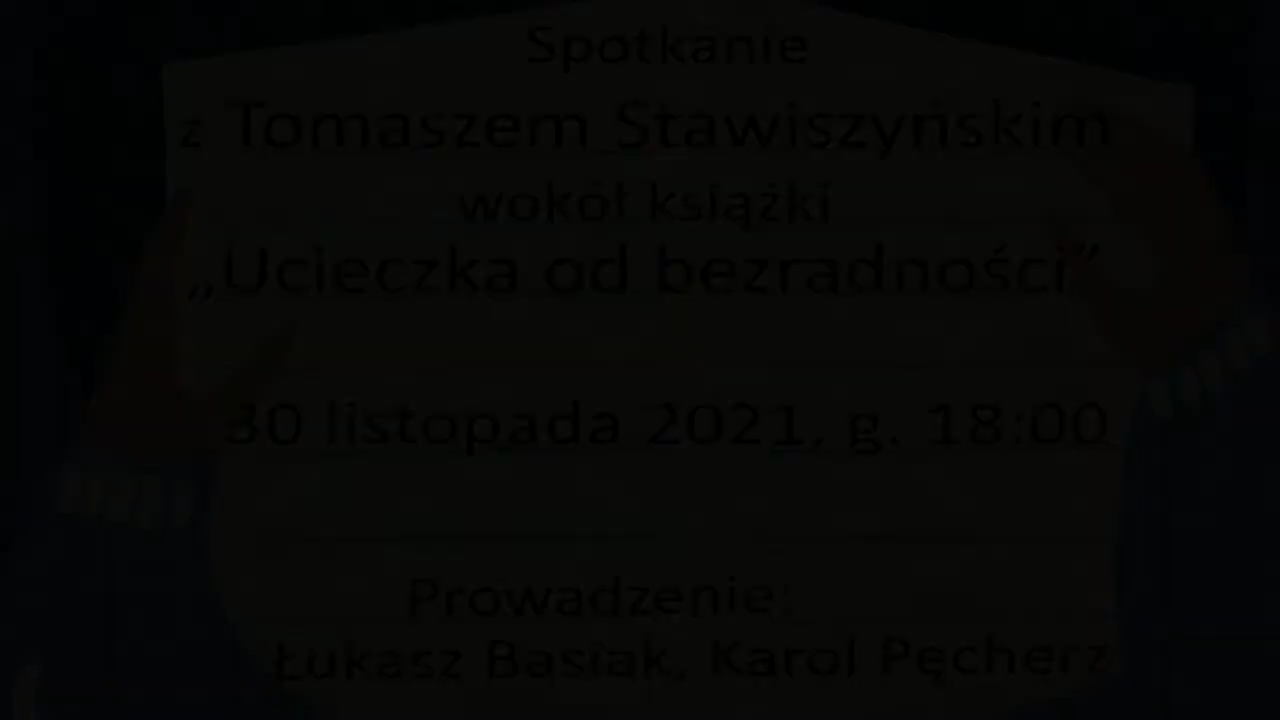 Spotkanie
z Tomaszem Stawiszyńskim
wokół książki
„Ucieczka od bezradności”
30 listopada 2021, g. 18:00
Prowadzenie:
Łukasz Basiak, Karol Pęcherz